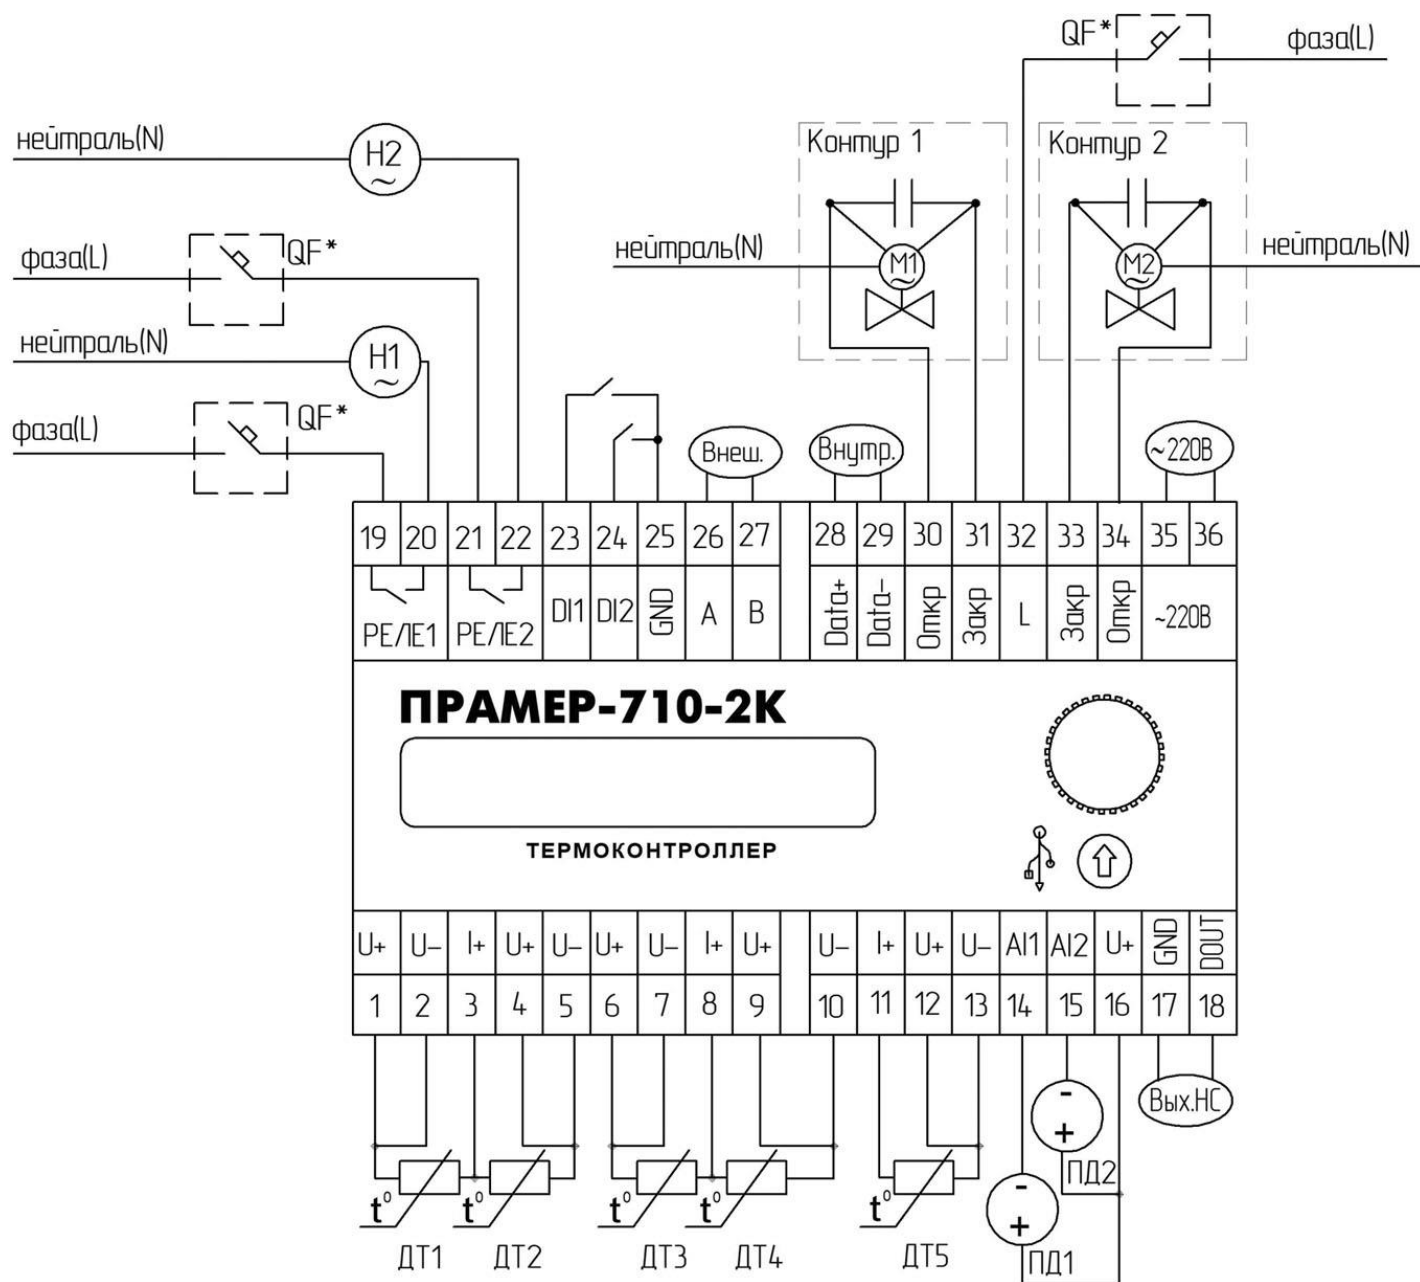 QF*
фаза(L)
нейтраль(N)
H2
~
Контур 1
Контур 2
фаза(L)
QF*
нейтраль(N)
M1
~
M2
~
нейтраль(N)
нейтраль(N)
H1
~
фаза(L)
QF*
Внеш.
Внутр.
~220В
19 20 21 22 23 24 25 26 27 28 29 30 31 32 33 34 35 36
РЕЛЕ1 РЕЛЕ2 DI1 DI2 GND A B Data+ Data- Откр Закр L Закр Откр ~220В
ПРАМЕР-710-2К
ТЕРМОКОНТРОЛЛЕР
U+ U- I+ U+ U- U+ U- I+ U+ U- I+ U+ U- AI1 AI2 U+ GND DOUT
1 2 3 4 5 6 7 8 9 10 11 12 13 14 15 16 17 18
Вых.НС
-
+
ПД2
-
+
ПД1
t° t° t° t° t°
ДТ1 ДТ2 ДТ3 ДТ4 ДТ5